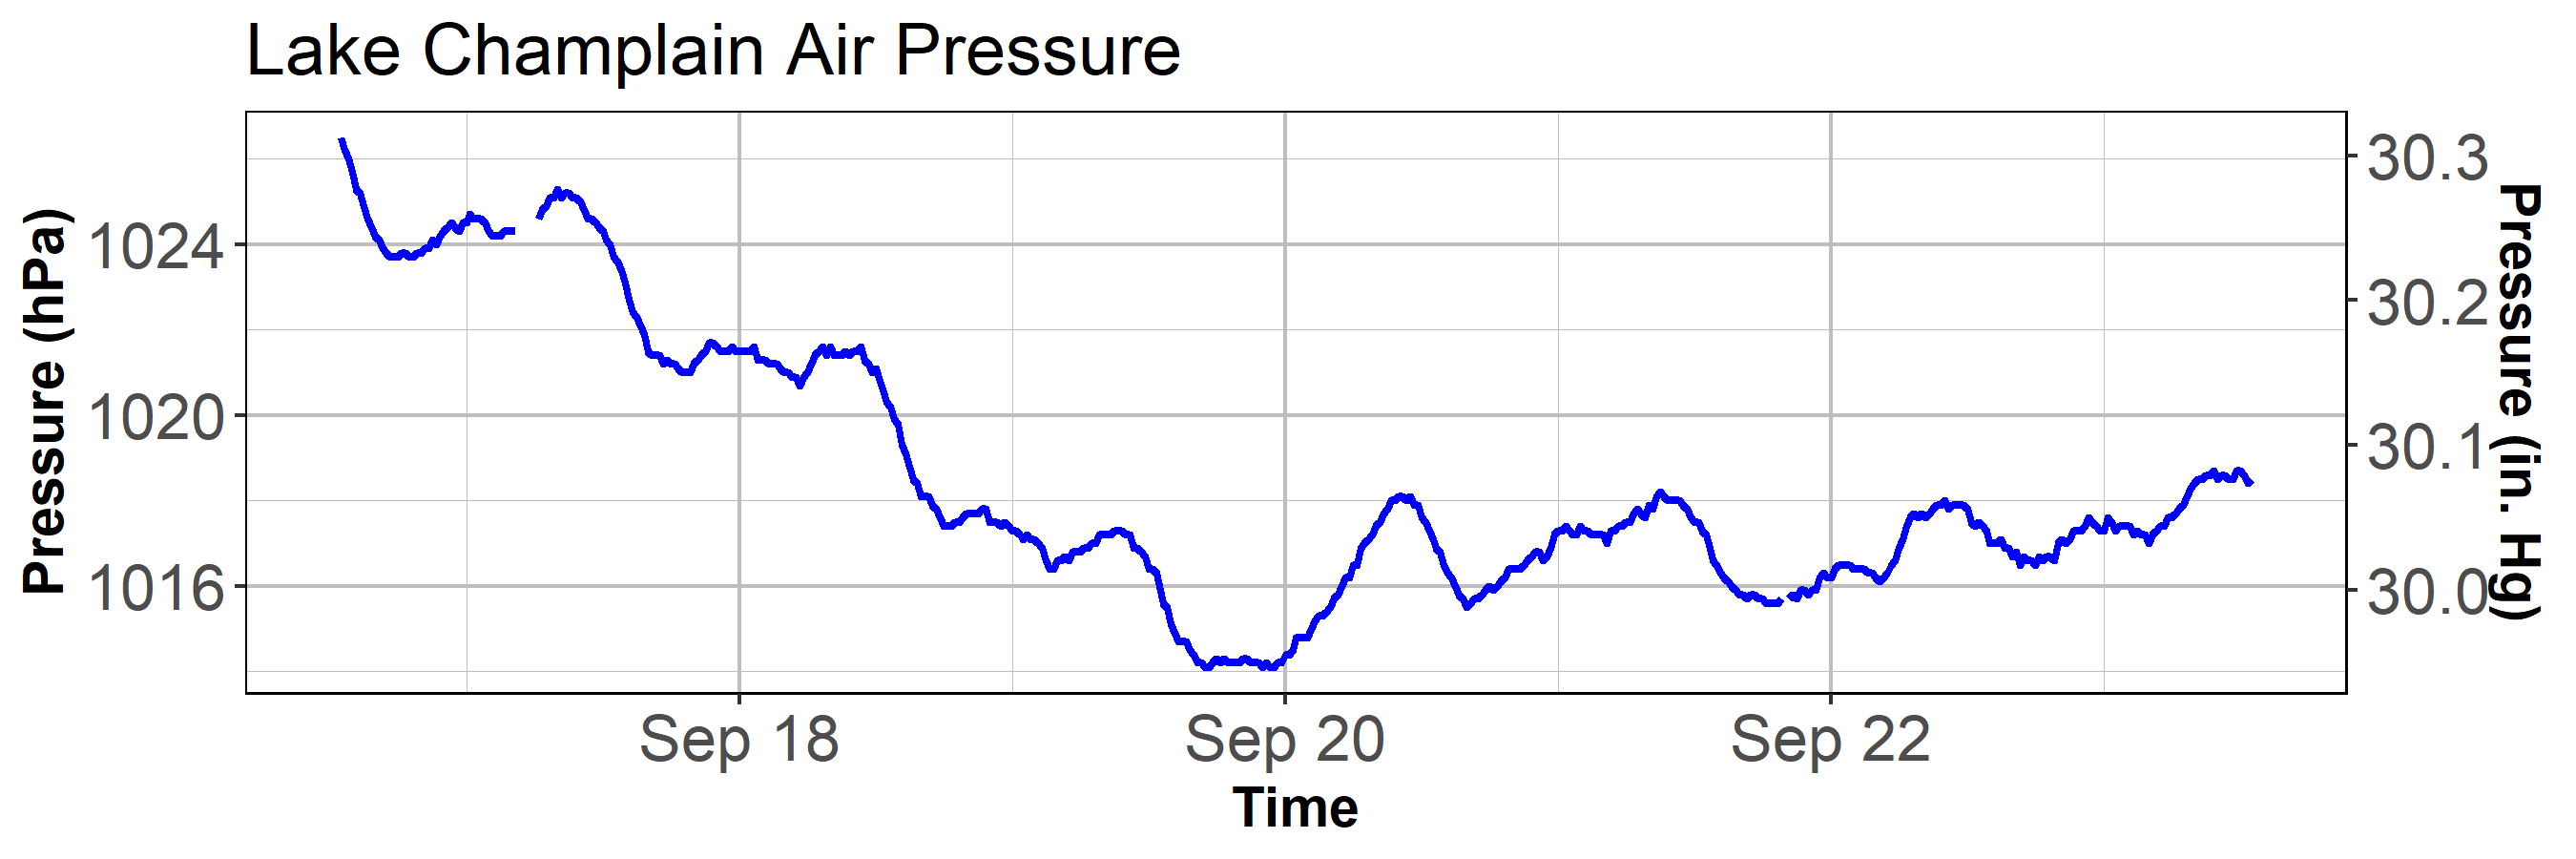 Lake Champlain Air Pressure
Pressure (hPa)
1024
1020
1016
30.3
30.2
30.1
30.0
Pressure (in. Hg)
Sep 18
Sep 20
Sep 22
Time